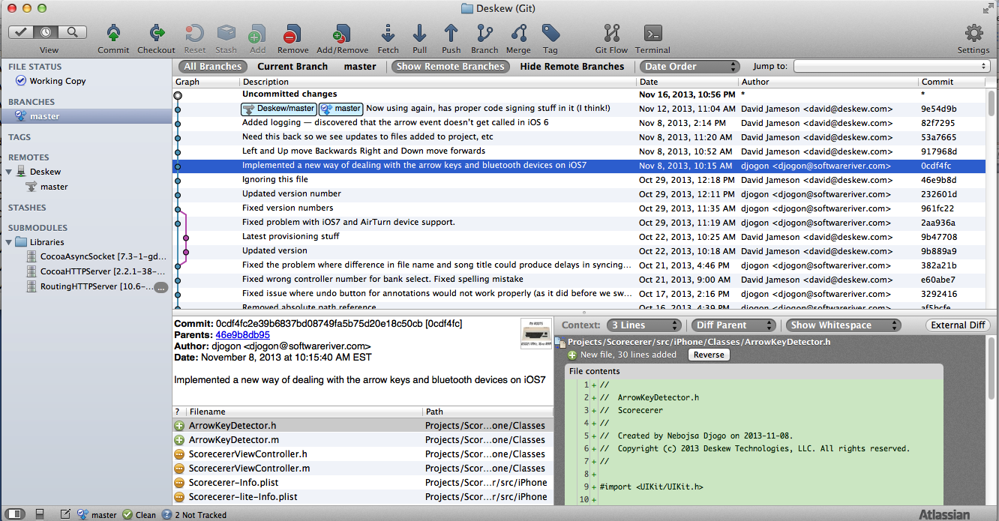 Deskew (Git)
View Commit Checkout Reset Stash Add Remove Add/Remove Fetch Pull Push Branch Merge Tag Git Flow Terminal Settings
All Branches Current Branch master Show Remote Branches Hide Remote Branches Date Order Jump to:
FILE STATUS
Working Copy
BRANCHES
master
TAGS
REMOTES
Deskew
master
STASHES
SUBMODULES
Libraries
CocoaAsyncSocket [7.3-1-gd...
CocoaHTTPServer [2.2.1-38-...
RoutingHTTPServer [10.6-... ...
Graph Description Date Author Commit
Uncommitted changes Nov 16, 2013, 10:56 PM * *
Deskew/master master Now using again, has proper code signing stuff in it (I think!) Nov 12, 2013, 11:04 AM David Jameson <david@deskew.com> 9e54d9b
Added logging — discovered that the arrow event doesn't get called in iOS 6 Nov 8, 2013, 2:14 PM David Jameson <david@deskew.com> 82f7295
Need this back so we see updates to files added to project, etc Nov 8, 2013, 11:20 AM David Jameson <david@deskew.com> 53a7665
Left and Up move Backwards Right and Down move forwards Nov 8, 2013, 10:52 AM David Jameson <david@deskew.com> 917968d
Implemented a new way of dealing with the arrow keys and bluetooth devices on iOS7 Nov 8, 2013, 10:15 AM djogon <djogon@softwareriver.com> 0cdf4fc
Ignoring this file Oct 29, 2013, 12:18 PM David Jameson <david@deskew.com> 46e9b8d
Updated version number Oct 29, 2013, 12:11 PM djogon <djogon@softwareriver.com> 232601d
Fixed version numbers Oct 29, 2013, 11:35 AM djogon <djogon@softwareriver.com> 961fc22
Fixed problem with iOS7 and AirTurn device support. Oct 29, 2013, 11:19 AM djogon <djogon@softwareriver.com> 2aa936a
Latest provisioning stuff Oct 22, 2013, 10:25 AM David Jameson <david@deskew.com> 9b47708
Updated version Oct 22, 2013, 10:18 AM David Jameson <david@deskew.com> 9b889a9
Fixed the problem where difference in file name and song title could produce delays in syncing... Oct 21, 2013, 4:46 PM djogon <djogon@softwareriver.com> 382a21b
Fixed wrong controller number for bank select. Fixed spelling mistake Oct 21, 2013, 9:00 AM David Jameson <david@deskew.com> e60abe7
Fixed issue where undo button for annotations would not work properly (as it did before we sw... Oct 17, 2013, 2:16 PM djogon <djogon@softwareriver.com> 3292416
Removed absolute path reference Oct 16, 2013, 4:39 PM djogon <djogon@softwareriver.com> af5bcfe
Commit: 0cdf4fc2e39b6837bd08749fa5b75d20e18c50cb [0cdf4fc]
Parents: 46e9b8db95
Author: djogon <djogon@softwareriver.com>
Date: November 8, 2013 at 10:15:40 AM EST
Implemented a new way of dealing with the arrow keys and bluetooth devices on iOS7
? Filename Path
ArrowKeyDetector.h Projects/Scor...one/Classes
ArrowKeyDetector.m Projects/Scor...one/Classes
ScorecererViewController.h Projects/Scor...one/Classes
ScorecererViewController.m Projects/Scor...one/Classes
Scorecerer-Info.plist Projects/Scor...r/src/iPhone
Scorecerer-lite-Info.plist Projects/Scor...r/src/iPhone
Context: 3 Lines Diff Parent Show Whitespace External Diff
Projects/Scorecerer/src/iPhone/Classes/ArrowKeyDetector.h
New file, 30 lines added Reverse
File contents
1 + //
2 + // ArrowKeyDetector.h
3 + // Scorecerer
4 + //
5 + // Created by Nebojsa Djogo on 2013-11-08.
6 + // Copyright (c) 2013 Deskew Technologies, LLC. All rights reserved.
7 + //
8 +
9 + #import <UIKit/UIKit.h>
10 +
master Clean 2 Not Tracked
Atlassian